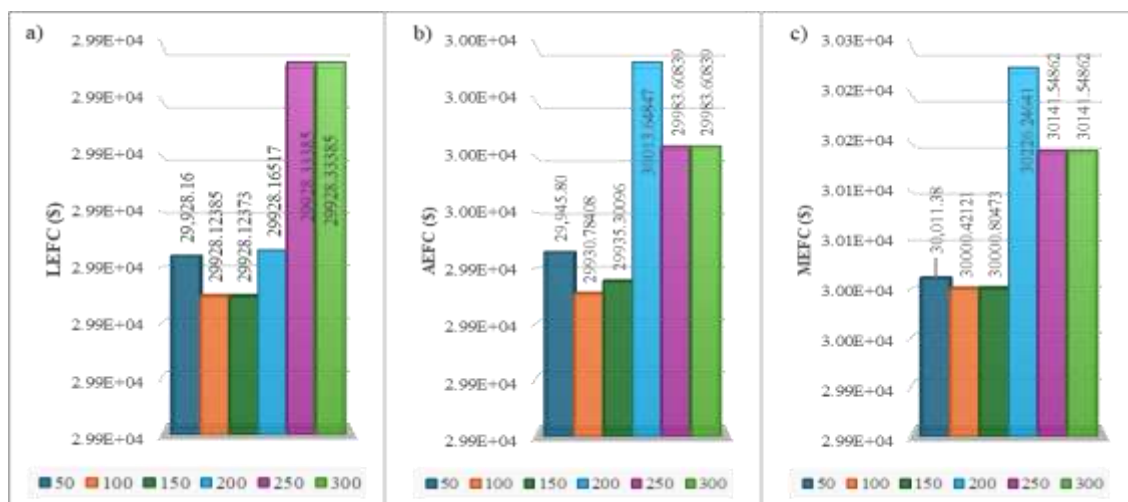 a)
2.99E+04
2.99E+04
2.99E+04
2.99E+04
2.99E+04
2.99E+04
2.99E+04
2.99E+04
LEFC ($)
29,928.16
29928.12385
29928.12373
29928.16517
29928.33385
29928.33385
50 100 150 200 250 300
b)
3.00E+04
3.00E+04
3.00E+04
3.00E+04
2.99E+04
2.99E+04
2.99E+04
2.99E+04
AEFC ($)
29,945.80
29930.78408
29935.30096
30013.64847
29983.60839
29983.60839
50 100 150 200 250 300
c)
3.03E+04
3.02E+04
3.02E+04
3.01E+04
3.01E+04
3.00E+04
3.00E+04
2.99E+04
2.99E+04
MEFC ($)
30,011.38
30000.42121
30000.80473
30226.24641
30141.54862
30141.54862
50 100 150 200 250 300